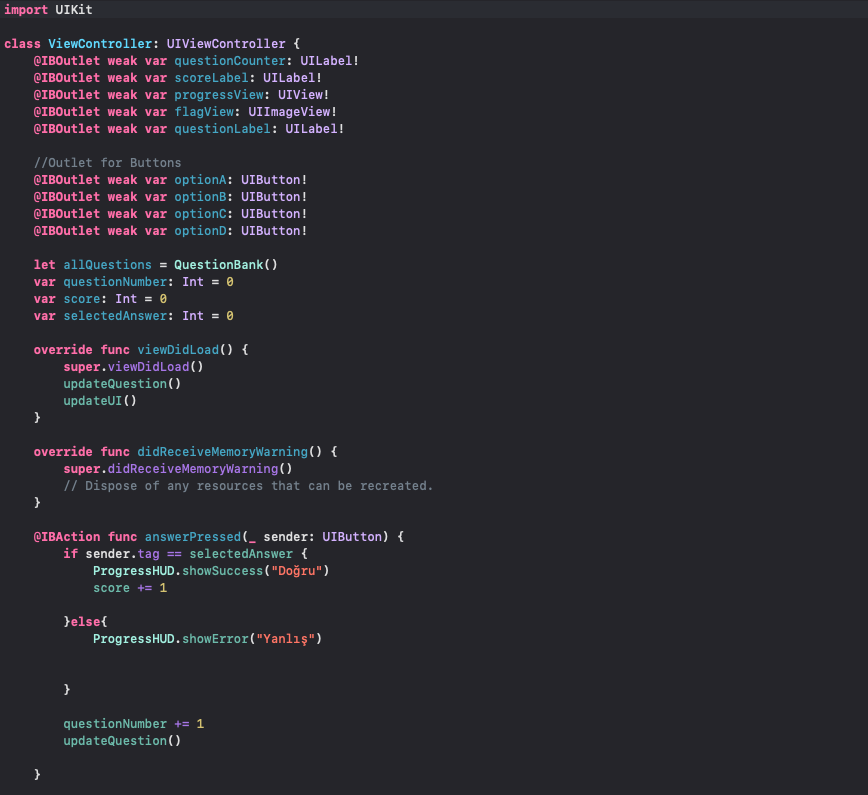 import UIKit
class ViewController: UIViewController {
@IBOutlet weak var questionCounter: UILabel!
@IBOutlet weak var scoreLabel: UILabel!
@IBOutlet weak var progressView: UIView!
@IBOutlet weak var flagView: UIImageView!
@IBOutlet weak var questionLabel: UILabel!
//Outlet for Buttons
@IBOutlet weak var optionA: UIButton!
@IBOutlet weak var optionB: UIButton!
@IBOutlet weak var optionC: UIButton!
@IBOutlet weak var optionD: UIButton!
let allQuestions = QuestionBank()
var questionNumber: Int = 0
var score: Int = 0
var selectedAnswer: Int = 0
override func viewDidLoad() {
super.viewDidLoad()
updateQuestion()
updateUI()
}
override func didReceiveMemoryWarning() {
super.didReceiveMemoryWarning()
// Dispose of any resources that can be recreated.
}
@IBAction func answerPressed(_ sender: UIButton) {
if sender.tag == selectedAnswer {
ProgressHUD.showSuccess("Doğru")
score += 1
}else{
ProgressHUD.showError("Yanlış")
}
questionNumber += 1
updateQuestion()
}